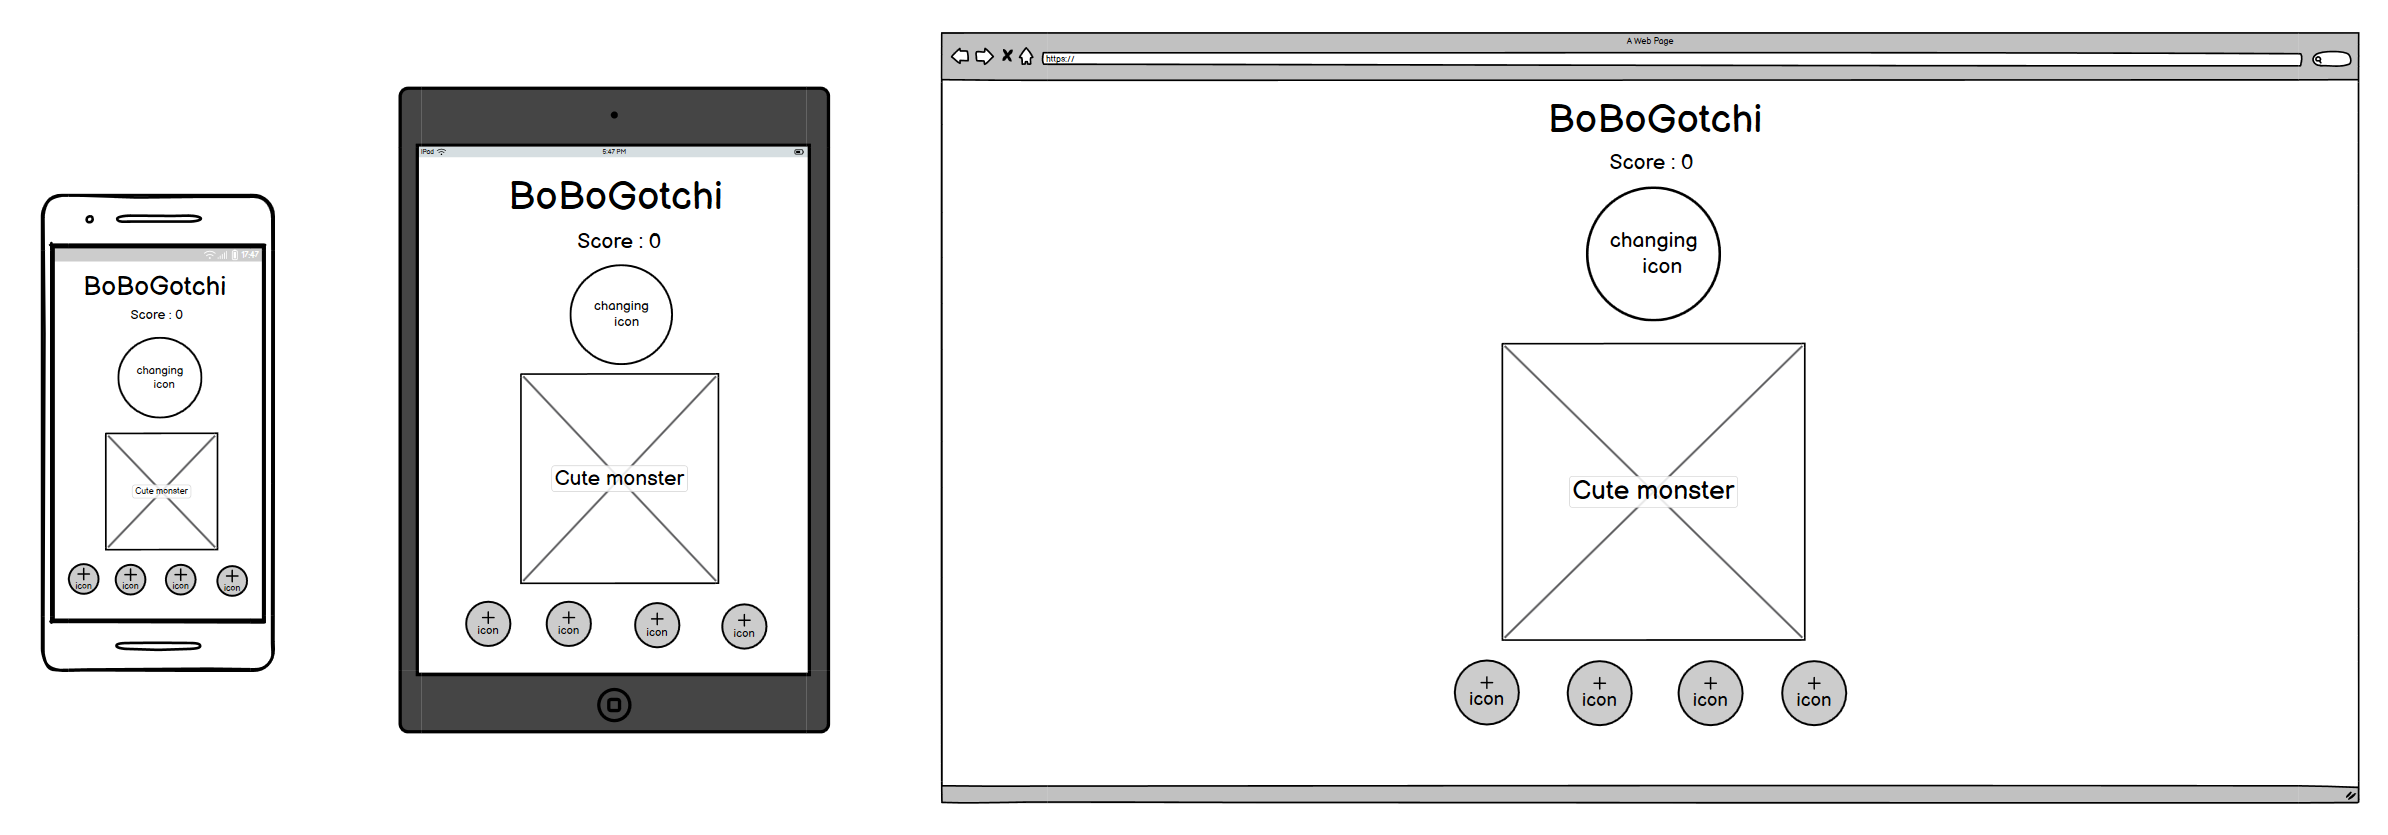 17:47
BoBoGotchi
Score : 0
changing
icon
Cute monster
icon
icon
icon
icon
iPad
5:47 PM
BoBoGotchi
Score : 0
changing
icon
Cute monster
icon
icon
icon
icon
A Web Page
https://
BoBoGotchi
Score : 0
changing
icon
Cute monster
icon
icon
icon
icon